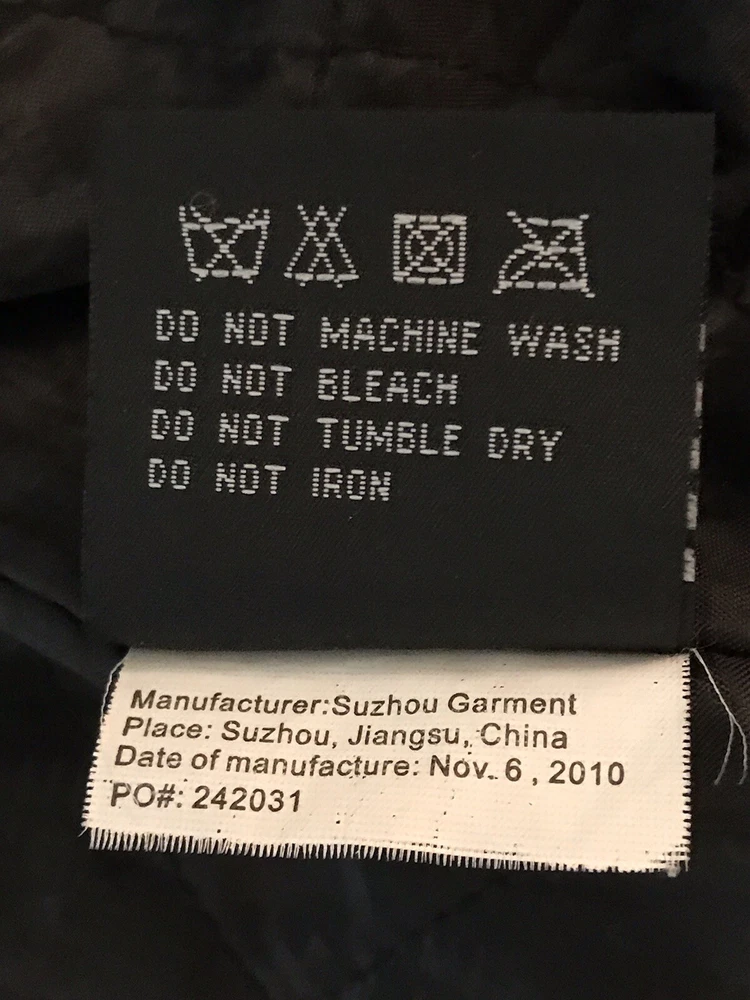 DO NOT MACHINE WASH
DO NOT BLEACH
DO NOT TUMBLE DRY
DO NOT IRON
Manufacturer:Suzhou Garment
Place: Suzhou, Jiangsu, China
Date of manufacture: Nov. 6 , 2010
PO#: 242031